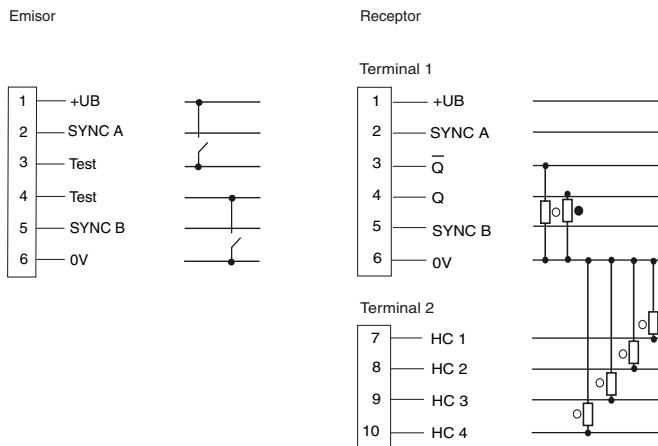 Emisor
1 +UB
2 SYNC A
3 Test
4 Test
5 SYNC B
6 0V
Receptor
Terminal 1
1 +UB
2 SYNC A
3 Q̅
4 Q
5 SYNC B
6 0V
Terminal 2
7 HC 1
8 HC 2
9 HC 3
10 HC 4